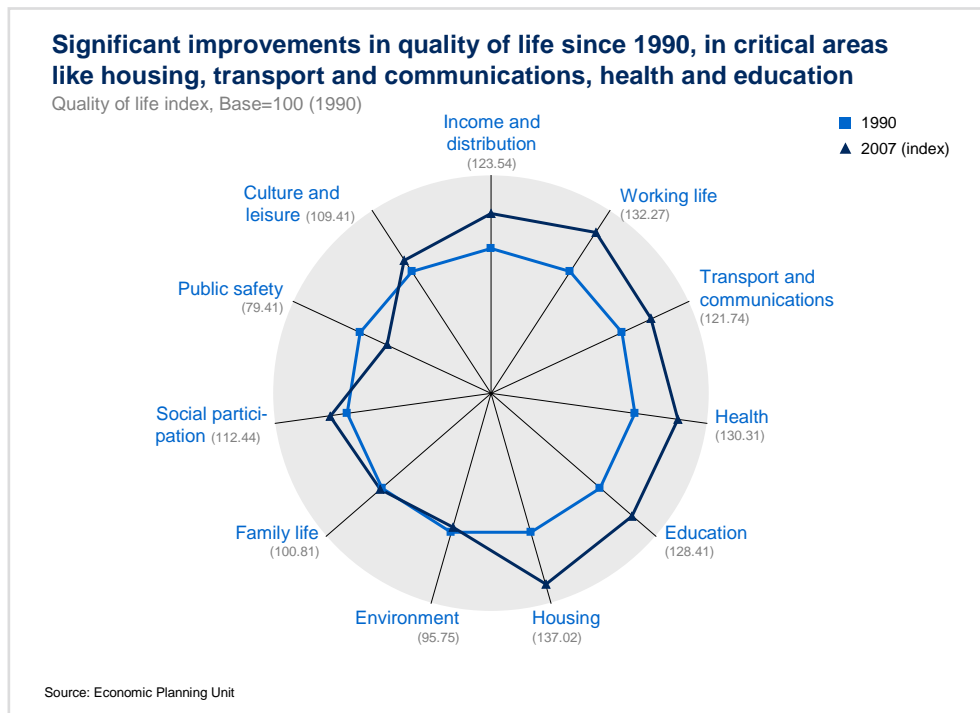 Significant improvements in quality of life since 1990, in critical areas
like housing, transport and communications, health and education
Quality of life index, Base=100 (1990)
1990
2007 (index)
Income and
distribution
(123.54)
Working life
(132.27)
Transport and
communications
(121.74)
Health
(130.31)
Education
(128.41)
Housing
(137.02)
Environment
(95.75)
Family life
(100.81)
Social partici-
pation (112.44)
Public safety
(79.41)
Culture and
leisure (109.41)
Source: Economic Planning Unit